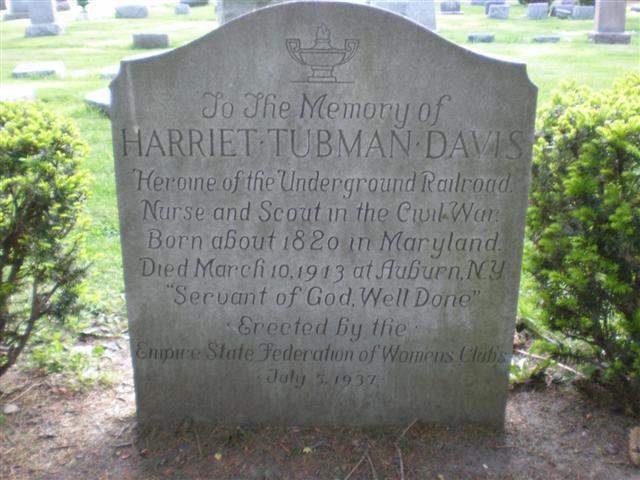 To The Memory of
HARRIET · TUBMAN · DAVIS
Heroine of the Underground Railroad.
Nurse and Scout in the Civil War.
Born about 1820 in Maryland.
Died March 10, 1913 at Auburn, N.Y.
"Servant of God, Well Done"
· Erected by the ·
Empire State Federation of Womens Clubs
· July 5, 1937 ·